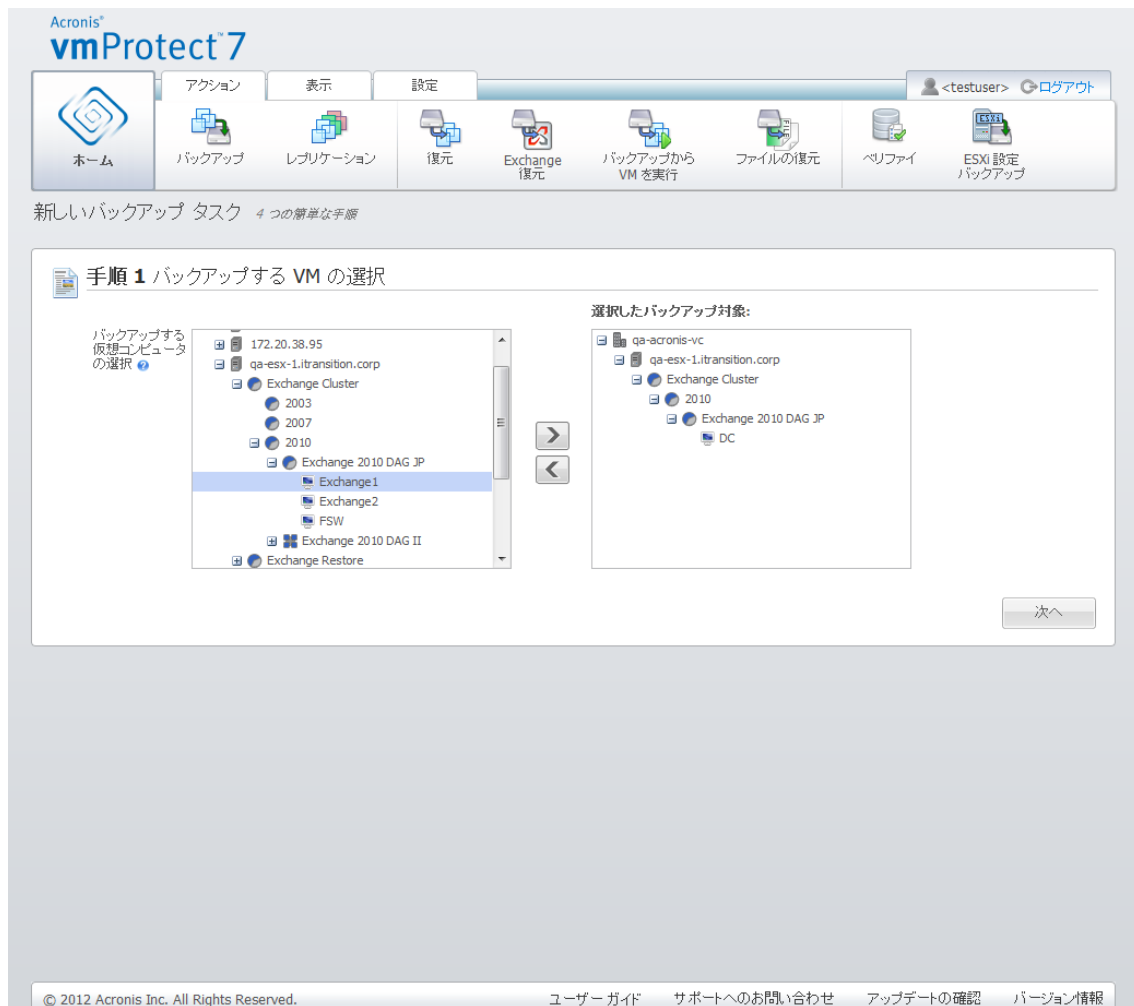 Acronis®
vmProtect™ 7
アクション 表示 設定
<testuser> ログアウト
ホーム
バックアップ
レプリケーション
復元
Exchange
復元
バックアップから
VM を実行
ファイルの復元
ベリファイ
ESXi
ESXi 設定
バックアップ
新しいバックアップ タスク 4 つの簡単な手順
手順 1 バックアップする VM の選択
バックアップする
仮想コンピュータ
の選択
172.20.38.95
qa-esx-1.itransition.corp
Exchange Cluster
2003
2007
2010
Exchange 2010 DAG JP
Exchange1
Exchange2
FSW
Exchange 2010 DAG II
Exchange Restore
選択したバックアップ対象:
qa-acronis-vc
qa-esx-1.itransition.corp
Exchange Cluster
2010
Exchange 2010 DAG JP
DC
次へ
© 2012 Acronis Inc. All Rights Reserved.
ユーザー ガイド サポートへのお問い合わせ アップデートの確認 バージョン情報